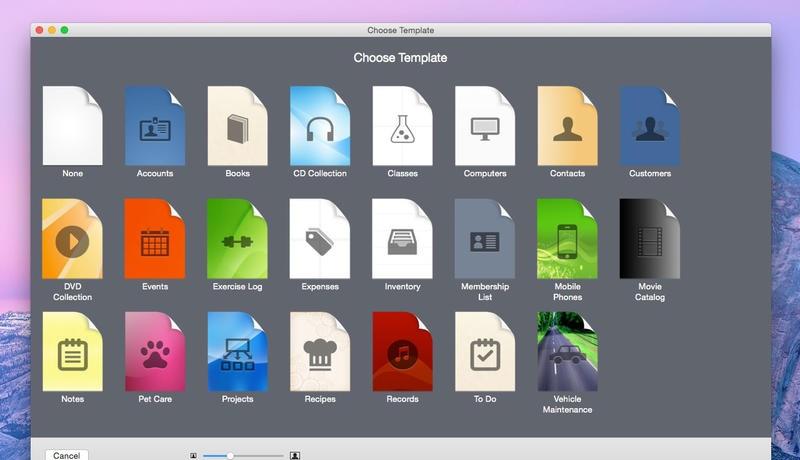 Choose Template
Choose Template
None
Accounts
Books
CD Collection
Classes
Computers
Contacts
Customers
DVD
Collection
Events
Exercise Log
Expenses
Inventory
Membership
List
Mobile
Phones
Movie
Catalog
Notes
Pet Care
Projects
Recipes
Records
To Do
Vehicle
Maintenance
Cancel